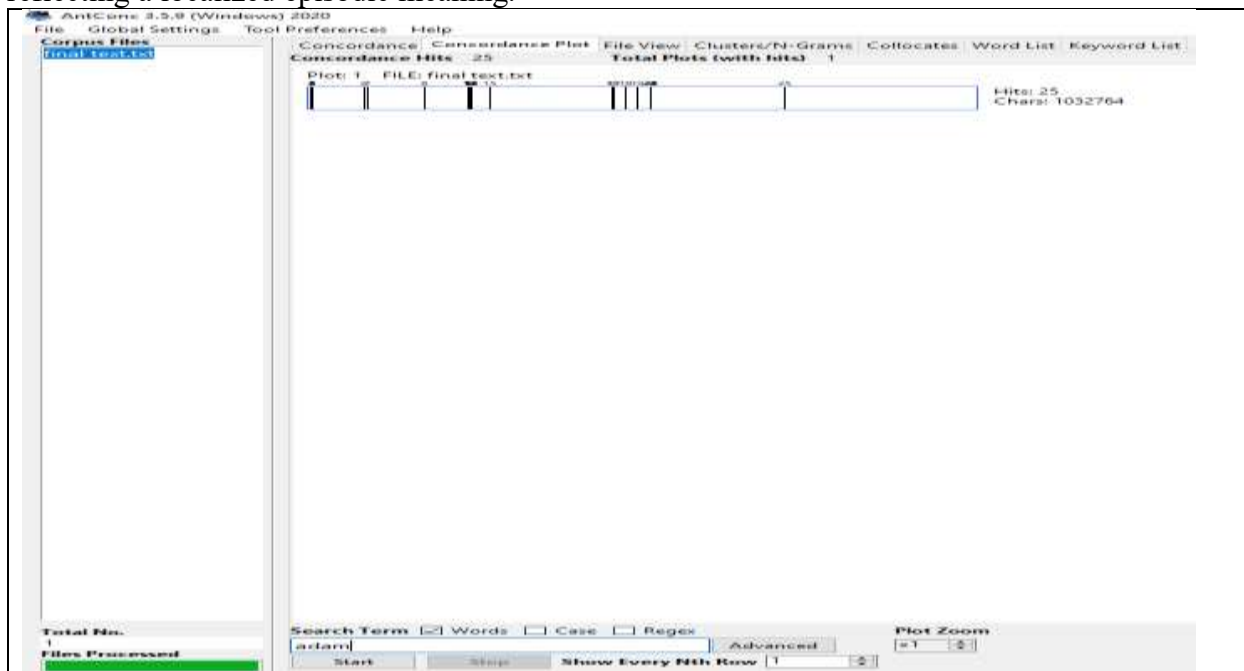 reflecting a localized episodic meaning.
AntConc 3.5.9 (Windows) 2020
File Global Settings Tool Preferences Help
Corpus Files
final text.txt
Concordance Concordance Plot File View Clusters/N-Grams Collocates Word List Keyword List
Concordance Hits 25 Total Plots (with hits) 1
Plot: 1 FILE: final text.txt
Hits: 25
Chars: 1032764
Total No.
1
Files Processed
Search Term Words Case Regex
adam Advanced
Start Stop Show Every Nth Row 1
Plot Zoom
×1